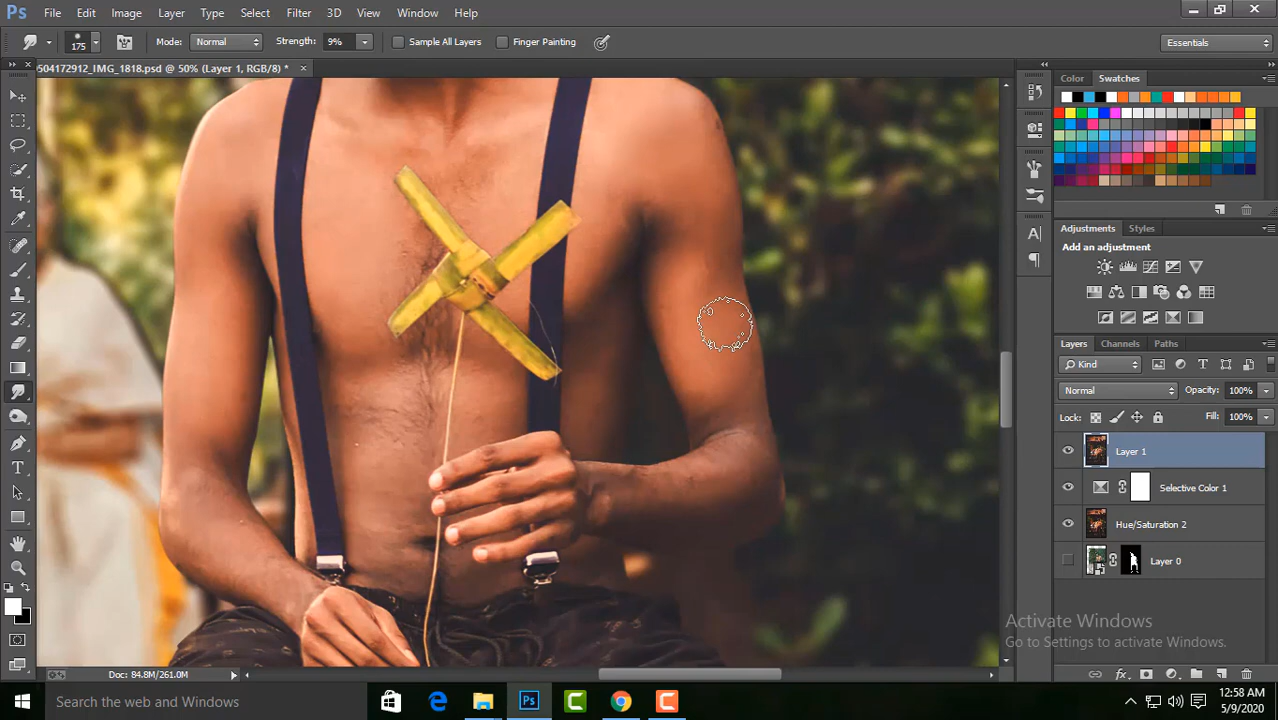 Ps File Edit Image Layer Type Select Filter 3D View Window Help
175 Mode: Normal Strength: 9% Sample All Layers Finger Painting Essentials
504172912_IMG_1818.psd @ 50% (Layer 1, RGB/8) * ×
Color Swatches
Adjustments Styles
Add an adjustment
Layers Channels Paths
Kind
Normal Opacity: 100%
Lock: Fill: 100%
Layer 1
Selective Color 1
Hue/Saturation 2
Layer 0
Activate Windows
Go to Settings to activate Windows.
Doc: 84.8M/261.0M
Search the web and Windows
12:58 AM
5/9/2020